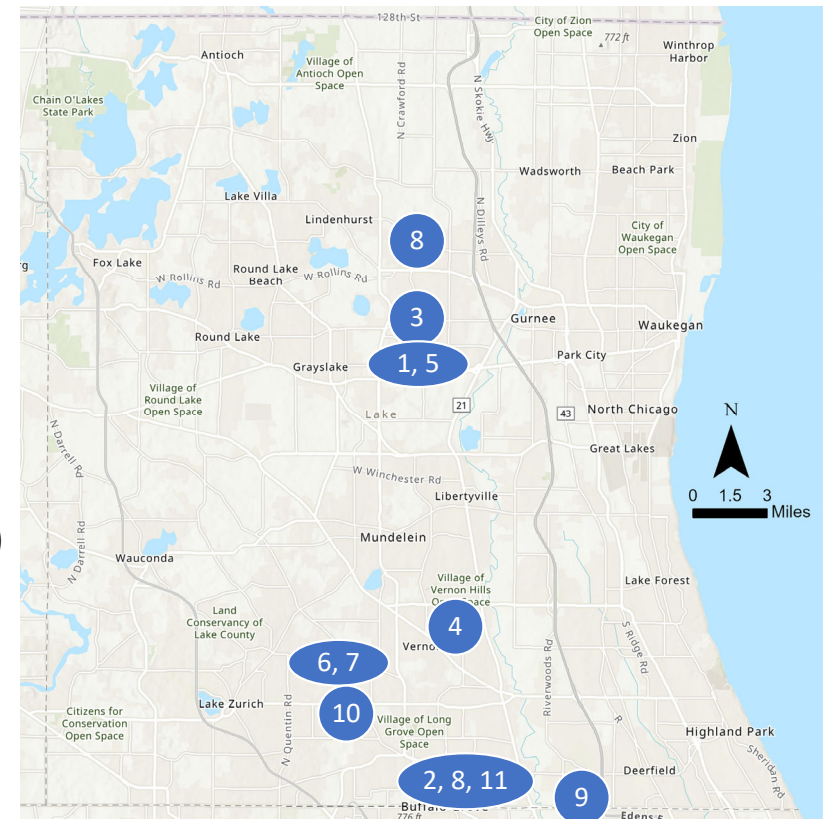 128th St
City of Zion
Open Space
772 ft
Winthrop
Harbor
Antioch
Village of
Antioch Open
Space
N Crawford Rd
N Skokie Hwy
Chain O'Lakes
State Park
Zion
Wadsworth
Beach Park
Lake Villa
Lindenhurst
N Dilleys Rd
City of
Waukegan
Open Space
8
Fox Lake
Round Lake
Beach
W Rollins Rd
W Rollins Rd
3
Gurnee
Waukegan
Round Lake
1, 5
Park City
Grayslake
Village of
Round Lake
Open Space
Lake
21
43
North Chicago
N
N Darrell Rd
Great Lakes
W Winchester Rd
Libertyville
0 1.5 3
Miles
Mundelein
N Darrell Rd
Wauconda
Village of
Vernon Hills
Lake Forest
Land
Conservancy of
Lake County
4
S Ridge Rd
Riverwoods Rd
6, 7
Lake Zurich
N Quentin Rd
10
Citizens for
Conservation
Open Space
Village of Long
Grove Open
Space
R
Highland Park
Sheridan Rd
2, 8, 11
Deerfield
9
776 ft